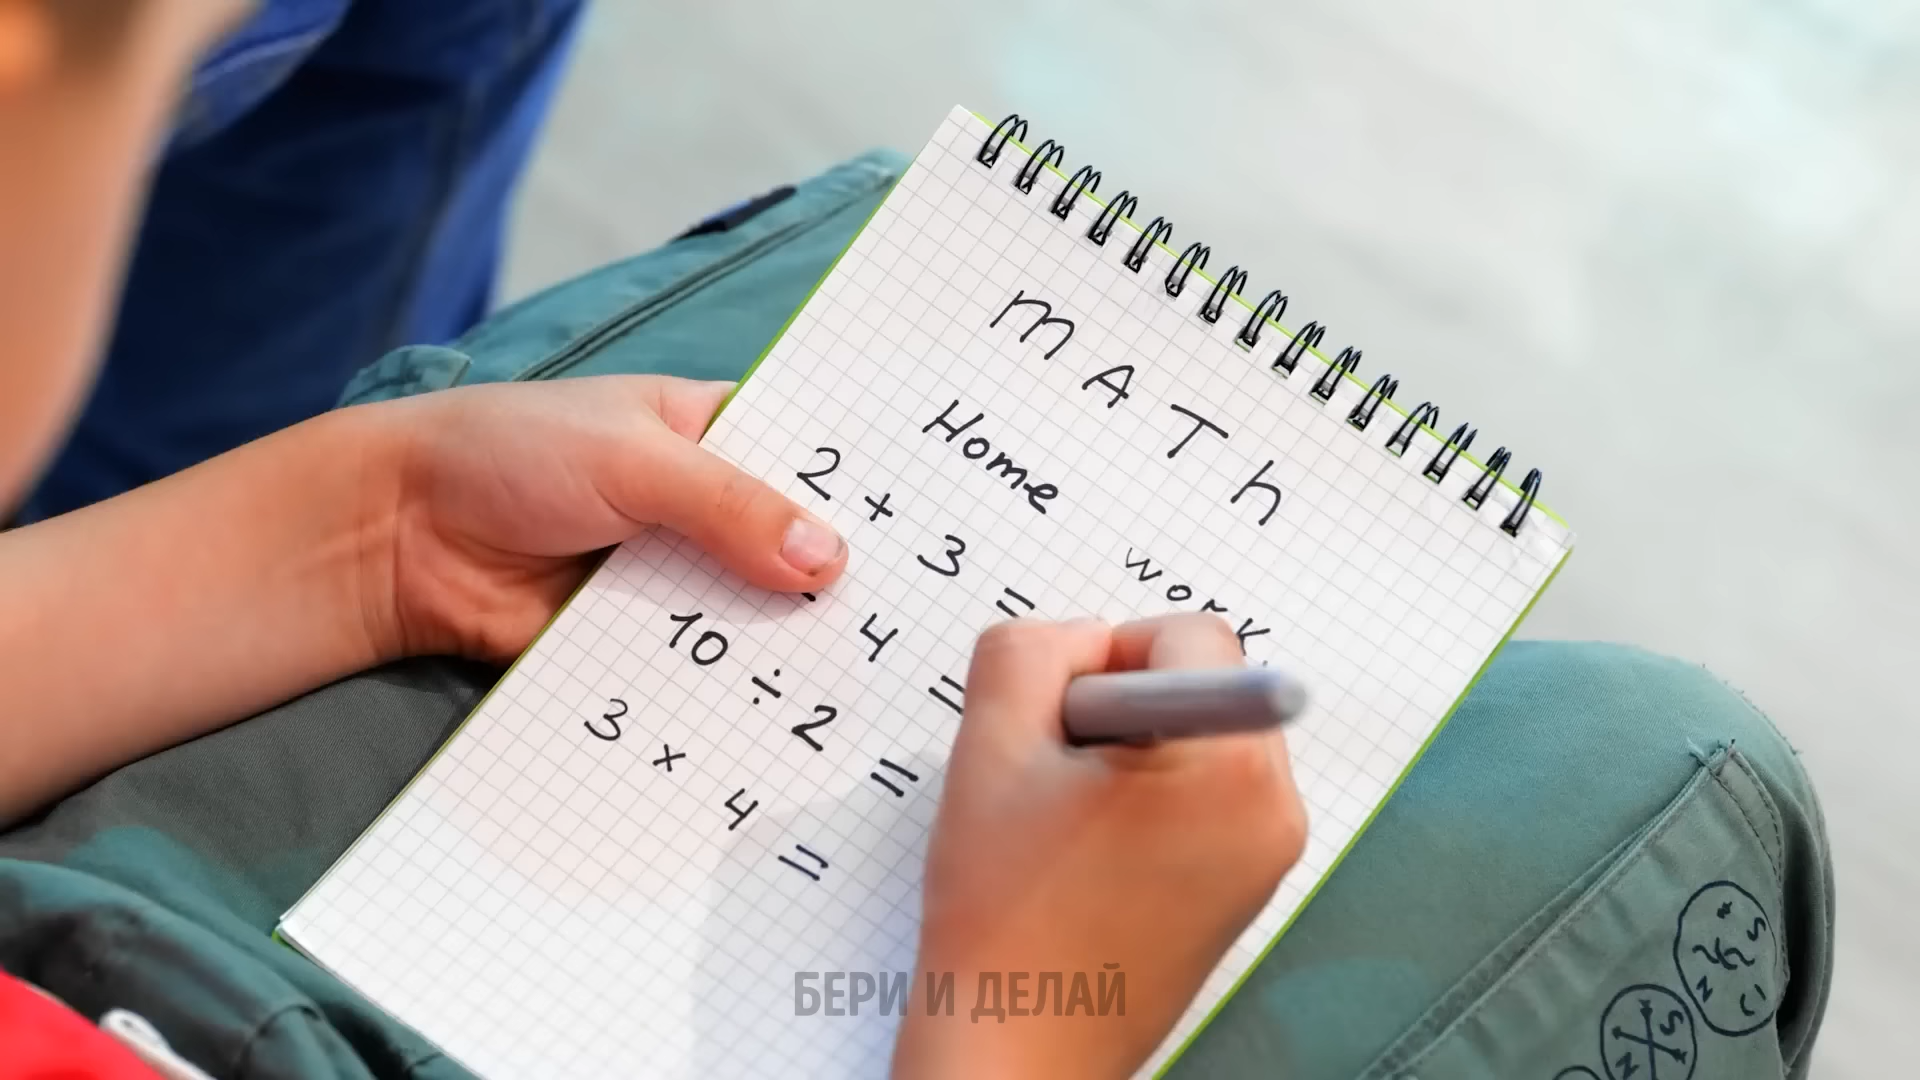 mATh
Home work.
2 + 3 =
4 =
10 ÷ 2 =
3 × 4 =
БЕРИ И ДЕЛАЙ